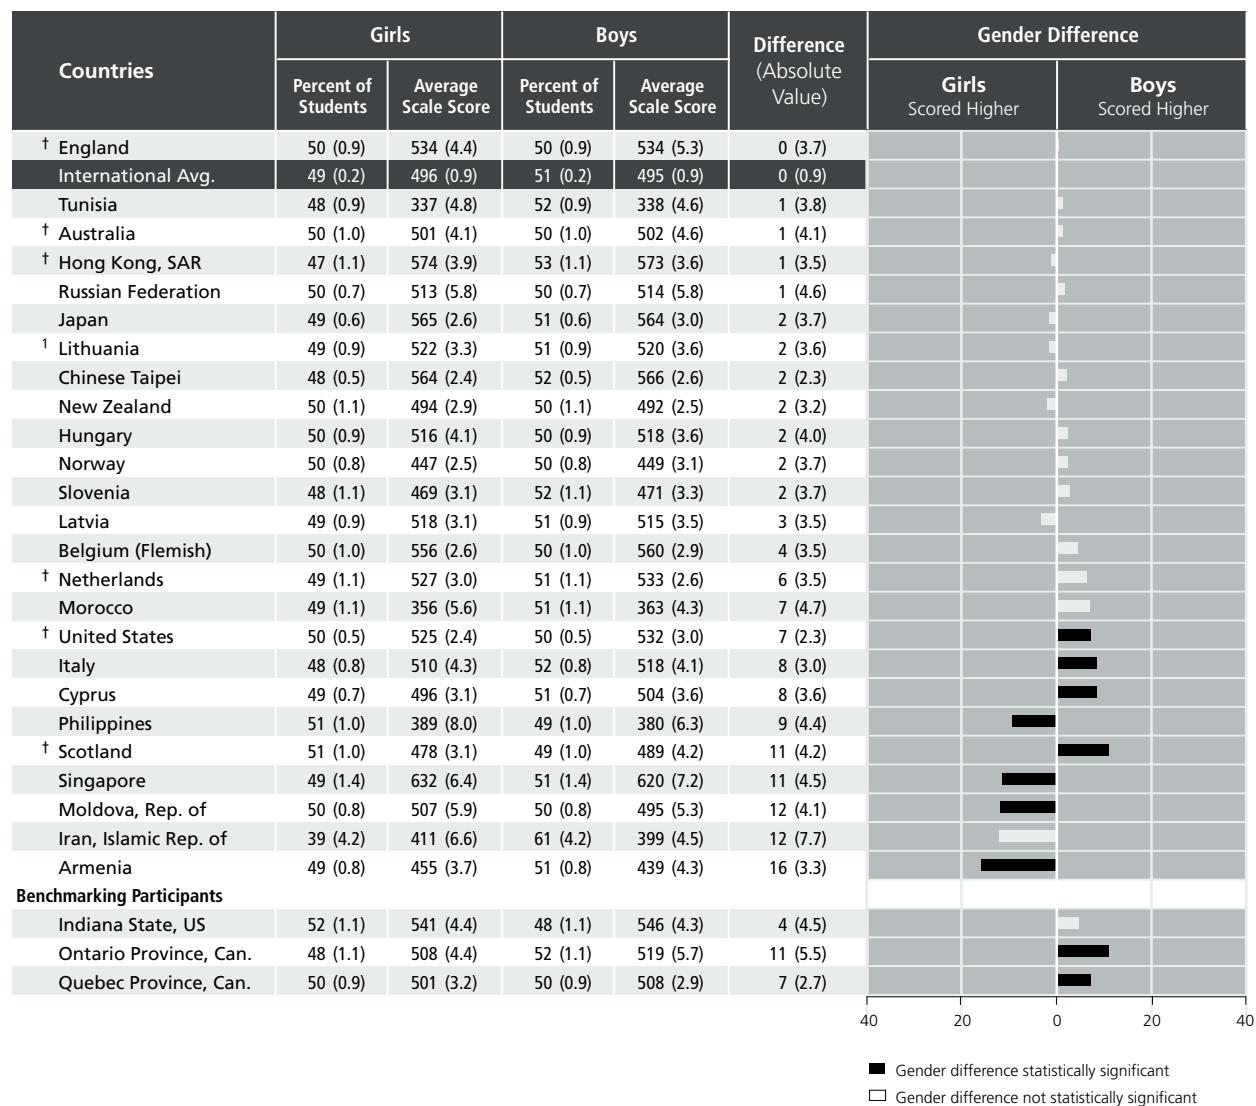 Countries Girls Boys Difference (Absolute Value) Gender Difference
Percent of Students Average Scale Score Percent of Students Average Scale Score Girls Scored Higher Boys Scored Higher
† England 50 (0.9) 534 (4.4) 50 (0.9) 534 (5.3) 0 (3.7)
International Avg. 49 (0.2) 496 (0.9) 51 (0.2) 495 (0.9) 0 (0.9)
Tunisia 48 (0.9) 337 (4.8) 52 (0.9) 338 (4.6) 1 (3.8)
† Australia 50 (1.0) 501 (4.1) 50 (1.0) 502 (4.6) 1 (4.1)
† Hong Kong, SAR 47 (1.1) 574 (3.9) 53 (1.1) 573 (3.6) 1 (3.5)
Russian Federation 50 (0.7) 513 (5.8) 50 (0.7) 514 (5.8) 1 (4.6)
Japan 49 (0.6) 565 (2.6) 51 (0.6) 564 (3.0) 2 (3.7)
¹ Lithuania 49 (0.9) 522 (3.3) 51 (0.9) 520 (3.6) 2 (3.6)
Chinese Taipei 48 (0.5) 564 (2.4) 52 (0.5) 566 (2.6) 2 (2.3)
New Zealand 50 (1.1) 494 (2.9) 50 (1.1) 492 (2.5) 2 (3.2)
Hungary 50 (0.9) 516 (4.1) 50 (0.9) 518 (3.6) 2 (4.0)
Norway 50 (0.8) 447 (2.5) 50 (0.8) 449 (3.1) 2 (3.7)
Slovenia 48 (1.1) 469 (3.1) 52 (1.1) 471 (3.3) 2 (3.7)
Latvia 49 (0.9) 518 (3.1) 51 (0.9) 515 (3.5) 3 (3.5)
Belgium (Flemish) 50 (1.0) 556 (2.6) 50 (1.0) 560 (2.9) 4 (3.5)
† Netherlands 49 (1.1) 527 (3.0) 51 (1.1) 533 (2.6) 6 (3.5)
Morocco 49 (1.1) 356 (5.6) 51 (1.1) 363 (4.3) 7 (4.7)
† United States 50 (0.5) 525 (2.4) 50 (0.5) 532 (3.0) 7 (2.3)
Italy 48 (0.8) 510 (4.3) 52 (0.8) 518 (4.1) 8 (3.0)
Cyprus 49 (0.7) 496 (3.1) 51 (0.7) 504 (3.6) 8 (3.6)
Philippines 51 (1.0) 389 (8.0) 49 (1.0) 380 (6.3) 9 (4.4)
† Scotland 51 (1.0) 478 (3.1) 49 (1.0) 489 (4.2) 11 (4.2)
Singapore 49 (1.4) 632 (6.4) 51 (1.4) 620 (7.2) 11 (4.5)
Moldova, Rep. of 50 (0.8) 507 (5.9) 50 (0.8) 495 (5.3) 12 (4.1)
Iran, Islamic Rep. of 39 (4.2) 411 (6.6) 61 (4.2) 399 (4.5) 12 (7.7)
Armenia 49 (0.8) 455 (3.7) 51 (0.8) 439 (4.3) 16 (3.3)
Benchmarking Participants
Indiana State, US 52 (1.1) 541 (4.4) 48 (1.1) 546 (4.3) 4 (4.5)
Ontario Province, Can. 48 (1.1) 508 (4.4) 52 (1.1) 519 (5.7) 11 (5.5)
Quebec Province, Can. 50 (0.9) 501 (3.2) 50 (0.9) 508 (2.9) 7 (2.7)
40 20 0 20 40
Gender difference statistically significant
Gender difference not statistically significant